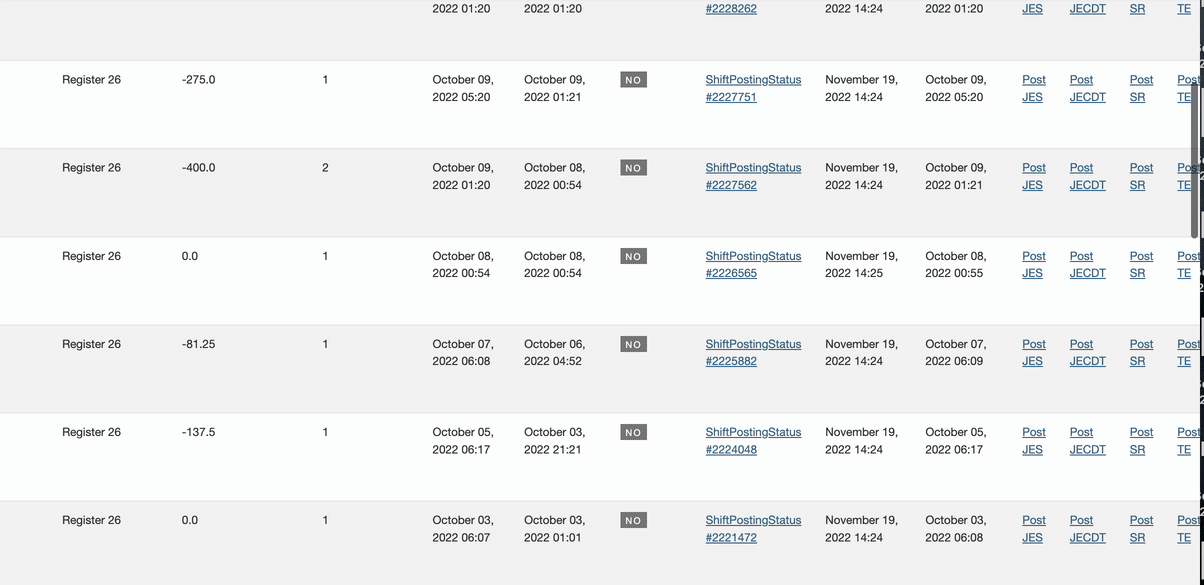 2022 01:20 2022 01:20 #2228262 2022 14:24 2022 01:20 JES JECDT SR TE
Register 26 -275.0 1 October 09, October 09, NO ShiftPostingStatus November 19, October 09, Post Post Post Post
2022 05:20 2022 01:21 #2227751 2022 14:24 2022 05:20 JES JECDT SR TE
Register 26 -400.0 2 October 09, October 08, NO ShiftPostingStatus November 19, October 09, Post Post Post Post
2022 01:20 2022 00:54 #2227562 2022 14:24 2022 01:21 JES JECDT SR TE
Register 26 0.0 1 October 08, October 08, NO ShiftPostingStatus November 19, October 08, Post Post Post Post
2022 00:54 2022 00:54 #2226565 2022 14:25 2022 00:55 JES JECDT SR TE
Register 26 -81.25 1 October 07, October 06, NO ShiftPostingStatus November 19, October 07, Post Post Post Post
2022 06:08 2022 04:52 #2225882 2022 14:24 2022 06:09 JES JECDT SR TE
Register 26 -137.5 1 October 05, October 03, NO ShiftPostingStatus November 19, October 05, Post Post Post Post
2022 06:17 2022 21:21 #2224048 2022 14:24 2022 06:17 JES JECDT SR TE
Register 26 0.0 1 October 03, October 03, NO ShiftPostingStatus November 19, October 03, Post Post Post Post
2022 06:07 2022 01:01 #2221472 2022 14:24 2022 06:08 JES JECDT SR TE